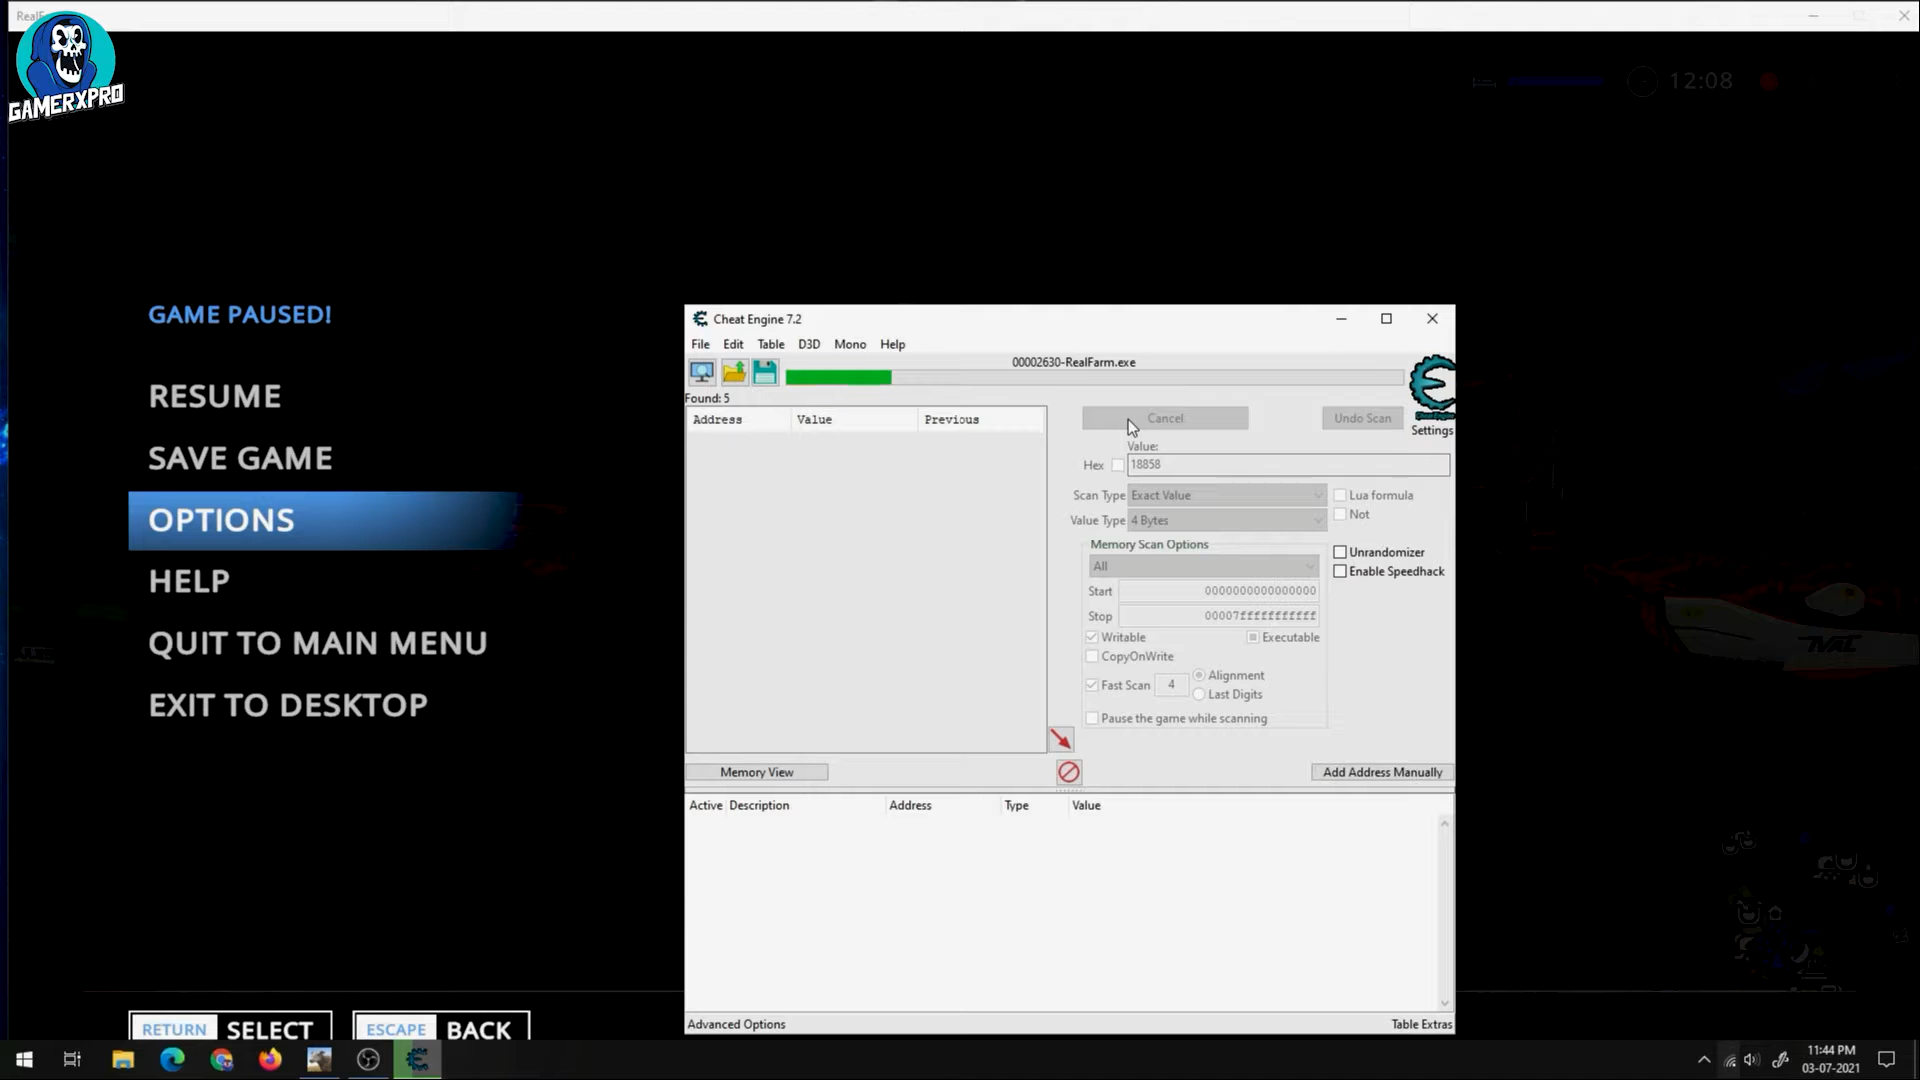 RealF
GAMERXPRO
12:08
GAME PAUSED!
RESUME
SAVE GAME
OPTIONS
HELP
QUIT TO MAIN MENU
EXIT TO DESKTOP
RETURN SELECT
ESCAPE BACK
Cheat Engine 7.2
File Edit Table D3D Mono Help
00002630-RealFarm.exe
Found: 5
Address Value Previous
Cancel Undo Scan
Cheat Engine
Settings
Value:
Hex 18858
Scan Type Exact Value Lua formula
Not
Value Type 4 Bytes
Memory Scan Options
All
Unrandomizer
Enable Speedhack
Start 0000000000000000
Stop 00007fffffffffff
Writable Executable
CopyOnWrite
Fast Scan 4 Alignment
Last Digits
Pause the game while scanning
Memory View Add Address Manually
Active Description Address Type Value
Advanced Options Table Extras
11:44 PM
03-07-2021